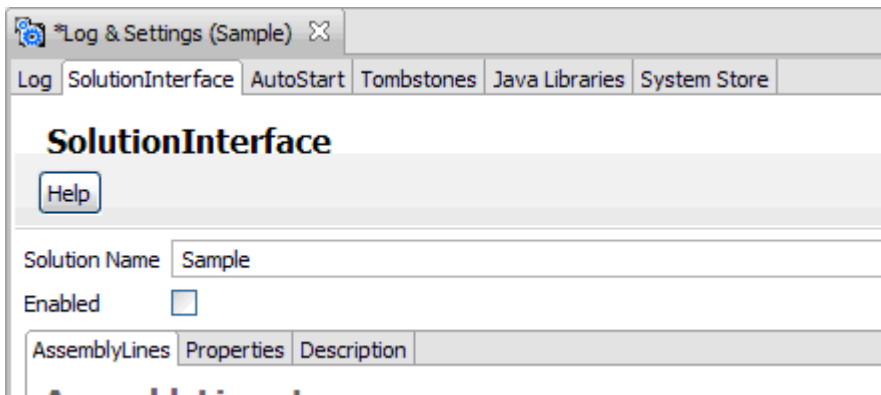 *Log & Settings (Sample)
Log SolutionInterface AutoStart Tombstones Java Libraries System Store
SolutionInterface
Help
Solution Name Sample
Enabled
AssemblyLines Properties Description